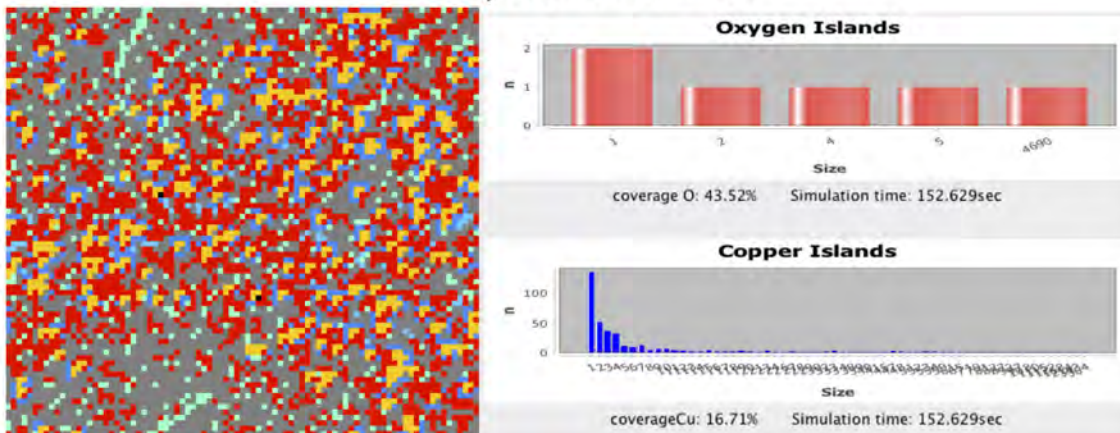 Oxygen Islands
n
2
1
0
1
2
4
5
4690
Size
coverage O: 43.52% Simulation time: 152.629sec
Copper Islands
n
100
50
0
Size
coverageCu: 16.71% Simulation time: 152.629sec